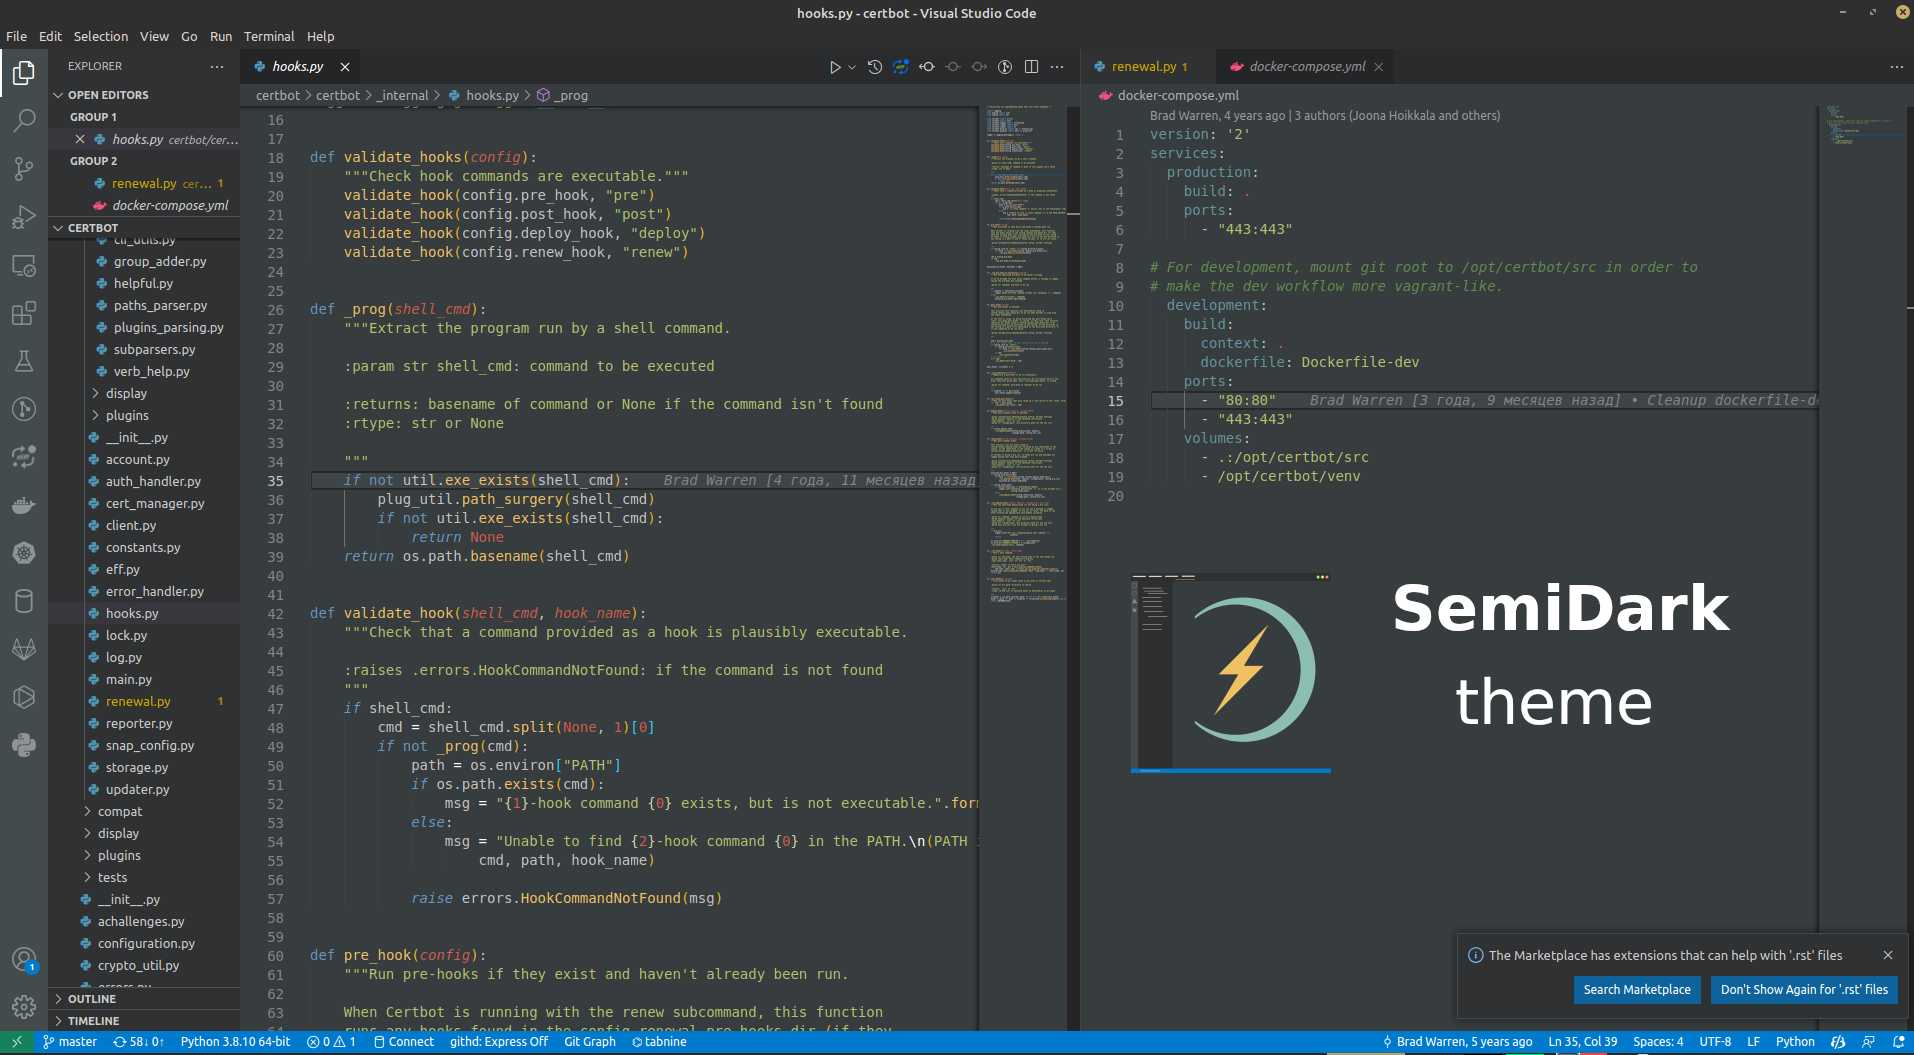 hooks.py - certbot - Visual Studio Code
File Edit Selection View Go Run Terminal Help
EXPLORER
OPEN EDITORS
GROUP 1
hooks.py certbot/cer...
GROUP 2
renewal.py cer... 1
docker-compose.yml
CERTBOT
cli_utils.py
group_adder.py
helpful.py
paths_parser.py
plugins_parsing.py
subparsers.py
verb_help.py
display
plugins
__init__.py
account.py
auth_handler.py
cert_manager.py
client.py
constants.py
eff.py
error_handler.py
hooks.py
lock.py
log.py
main.py
renewal.py 1
reporter.py
snap_config.py
storage.py
updater.py
compat
display
plugins
tests
__init__.py
achallenges.py
configuration.py
crypto_util.py
errors.py
OUTLINE
TIMELINE
1
hooks.py
certbot > certbot > _internal > hooks.py > _prog
16
17
18 def validate_hooks(config):
19 """Check hook commands are executable."""
20 validate_hook(config.pre_hook, "pre")
21 validate_hook(config.post_hook, "post")
22 validate_hook(config.deploy_hook, "deploy")
23 validate_hook(config.renew_hook, "renew")
24
25
26 def _prog(shell_cmd):
27 """Extract the program run by a shell command.
28
29 :param str shell_cmd: command to be executed
30
31 :returns: basename of command or None if the command isn't found
32 :rtype: str or None
33
34 """
35 if not util.exe_exists(shell_cmd): Brad Warren [4 года, 11 месяцев назад
36 plug_util.path_surgery(shell_cmd)
37 if not util.exe_exists(shell_cmd):
38 return None
39 return os.path.basename(shell_cmd)
40
41
42 def validate_hook(shell_cmd, hook_name):
43 """Check that a command provided as a hook is plausibly executable.
44
45 :raises .errors.HookCommandNotFound: if the command is not found
46 """
47 if shell_cmd:
48 cmd = shell_cmd.split(None, 1)[0]
49 if not _prog(cmd):
50 path = os.environ["PATH"]
51 if os.path.exists(cmd):
52 msg = "{1}-hook command {0} exists, but is not executable.".for
53 else:
54 msg = "Unable to find {2}-hook command {0} in the PATH.\n(PATH
55 cmd, path, hook_name)
56
57 raise errors.HookCommandNotFound(msg)
58
59
60 def pre_hook(config):
61 """Run pre-hooks if they exist and haven't already been run.
62
63 When Certbot is running with the renew subcommand, this function
64 runs any hooks found in the config.renewal_pre_hooks_dir (if they
renewal.py 1
docker-compose.yml
docker-compose.yml
Brad Warren, 4 years ago | 3 authors (Joona Hoikkala and others)
1 version: '2'
2 services:
3 production:
4 build: .
5 ports:
6 - "443:443"
7
8 # For development, mount git root to /opt/certbot/src in order to
9 # make the dev workflow more vagrant-like.
10 development:
11 build:
12 context: .
13 dockerfile: Dockerfile-dev
14 ports:
15 - "80:80" Brad Warren [3 года, 9 месяцев назад] • Cleanup dockerfile-d
16 - "443:443"
17 volumes:
18 - .:/opt/certbot/src
19 - /opt/certbot/venv
20
SemiDark
theme
The Marketplace has extensions that can help with '.rst' files
Search Marketplace
Don't Show Again for '.rst' files
master 58↓ 0↑ Python 3.8.10 64-bit 0 1 Connect githd: Express Off Git Graph tabnine
Brad Warren, 5 years ago Ln 35, Col 39 Spaces: 4 UTF-8 LF Python